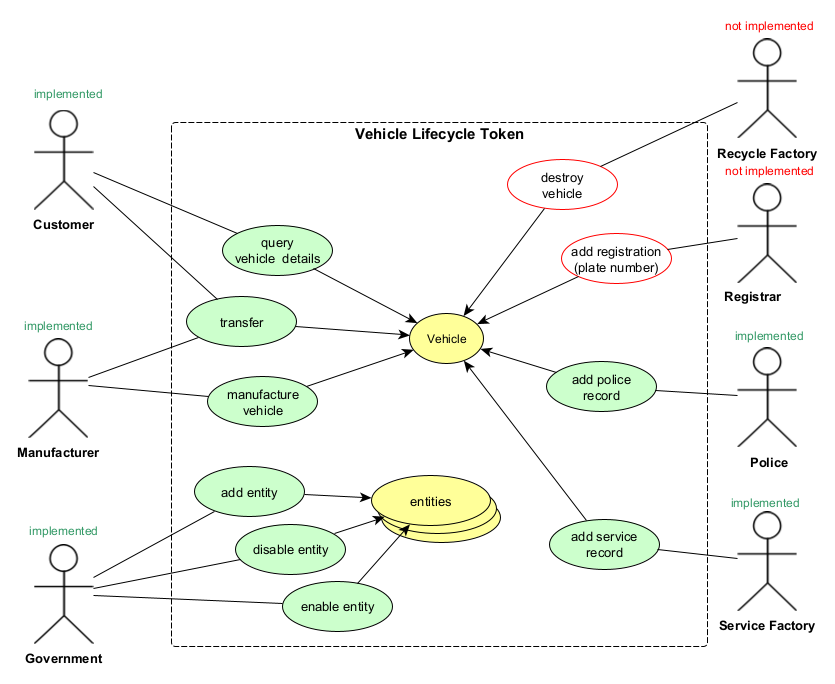 not implemented
Recycle Factory
implemented
Customer
Vehicle Lifecycle Token
destroy
vehicle
not implemented
Registrar
query
vehicle details
add registration
(plate number)
transfer
Vehicle
implemented
Manufacturer
manufacture
vehicle
implemented
Police
add police
record
add entity
entities
disable entity
enable entity
implemented
Government
add service
record
implemented
Service Factory